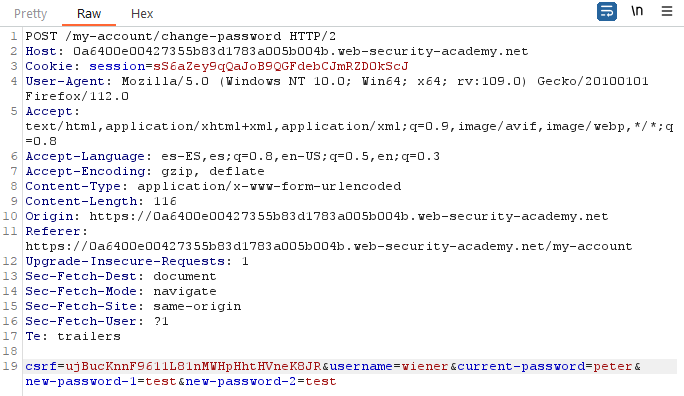 Pretty Raw Hex \n
1 POST /my-account/change-password HTTP/2
2 Host: 0a6400e00427355b83d1783a005b004b.web-security-academy.net
3 Cookie: session=sS6aZey9qQaJoB9QGFdebCJmRZDOkScJ
4 User-Agent: Mozilla/5.0 (Windows NT 10.0; Win64; x64; rv:109.0) Gecko/20100101
Firefox/112.0
5 Accept:
text/html,application/xhtml+xml,application/xml;q=0.9,image/avif,image/webp,*/*;q
=0.8
6 Accept-Language: es-ES,es;q=0.8,en-US;q=0.5,en;q=0.3
7 Accept-Encoding: gzip, deflate
8 Content-Type: application/x-www-form-urlencoded
9 Content-Length: 116
10 Origin: https://0a6400e00427355b83d1783a005b004b.web-security-academy.net
11 Referer:
https://0a6400e00427355b83d1783a005b004b.web-security-academy.net/my-account
12 Upgrade-Insecure-Requests: 1
13 Sec-Fetch-Dest: document
14 Sec-Fetch-Mode: navigate
15 Sec-Fetch-Site: same-origin
16 Sec-Fetch-User: ?1
17 Te: trailers
18
19 csrf=ujBucKnnF961lL81nMWHpHhtHVneK8JR&username=wiener&current-password=peter&
new-password-1=test&new-password-2=test